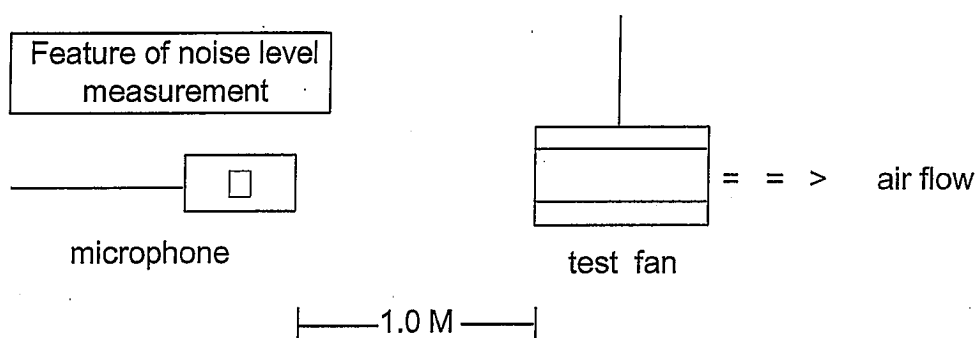 Feature of noise level
measurement
= = > air flow
microphone
test fan
1.0 M